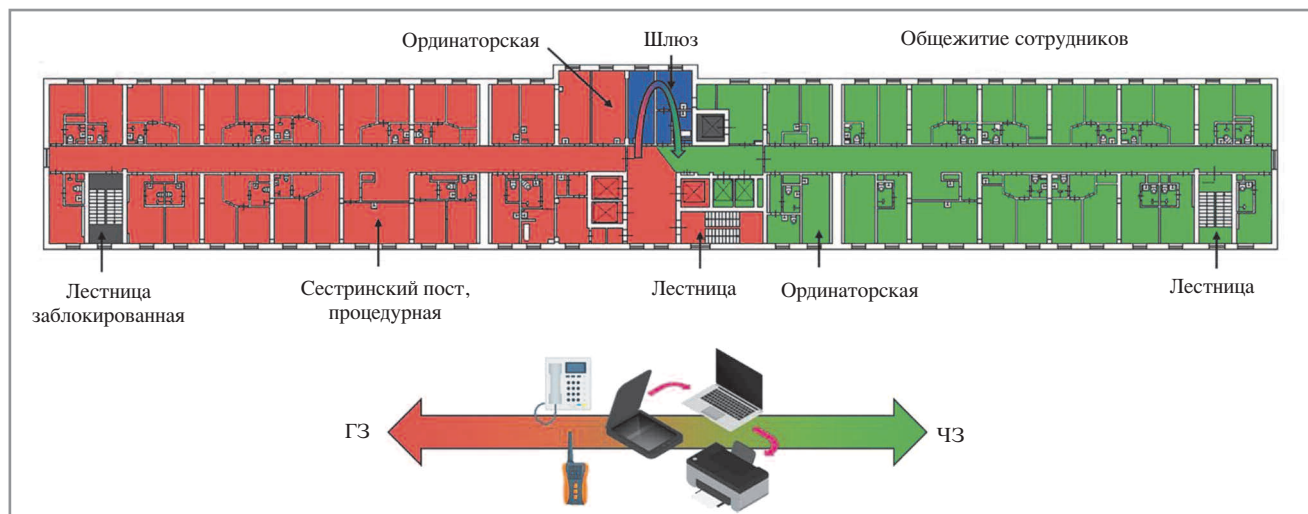 Ординаторская
Шлюз
Общежитие сотрудников
Лестница
заблокированная
Сестринский пост,
процедурная
Лестница
Ординаторская
Лестница
ГЗ
ЧЗ